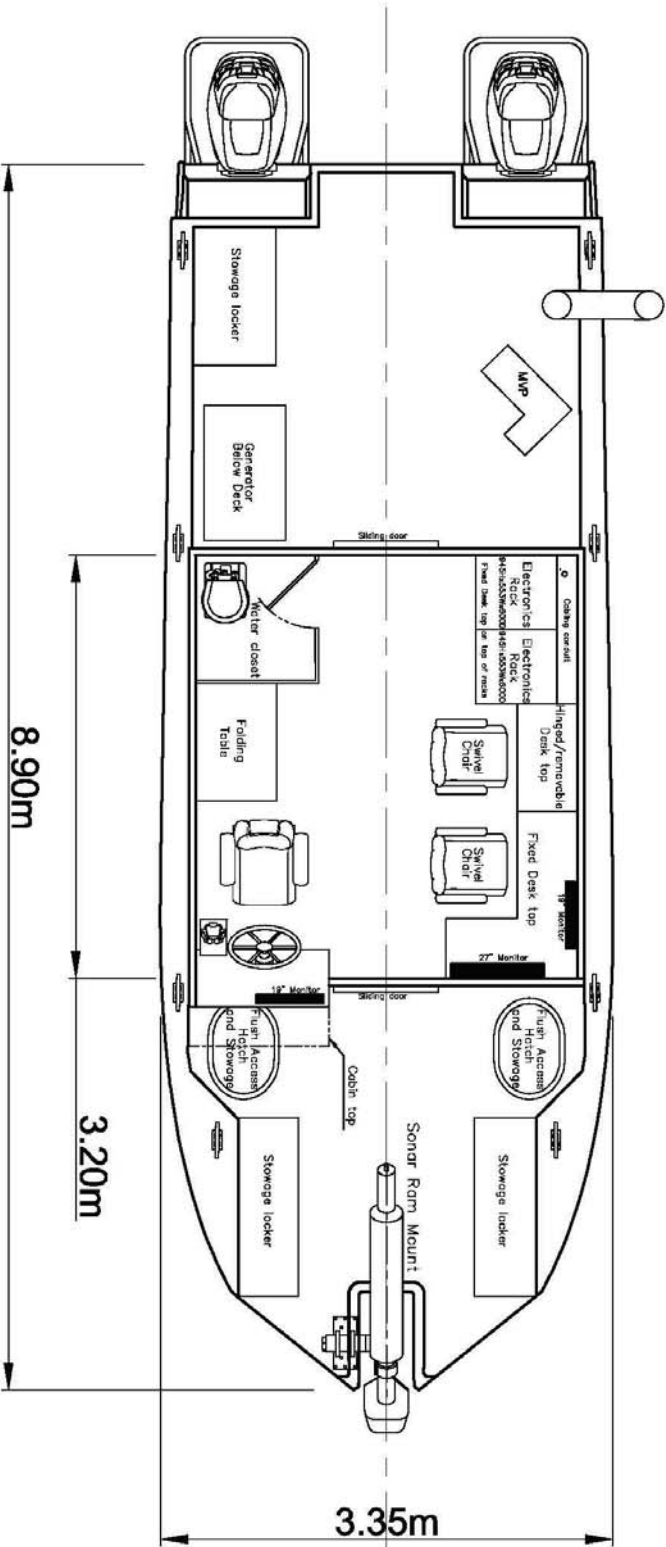 Stowage locker
MVP
Generator
Below Deck
Sliding door
Water closet
Electronics
Rack
Fixed Desk top on top of racks
Electronics
Rack
Cabling conduit
Folding
Table
Swivel
Chair
Hinged/removable
Desk top
Swivel
Chair
Fixed Desk top
19" Monitor
27" Monitor
19" Monitor
Sliding door
Flush Access
Hatch
and Stowage
Flush Access
Hatch
and Stowage
Cabin top
Stowage locker
Sonar Ram Mount
Stowage locker
8.90m
3.20m
3.35m